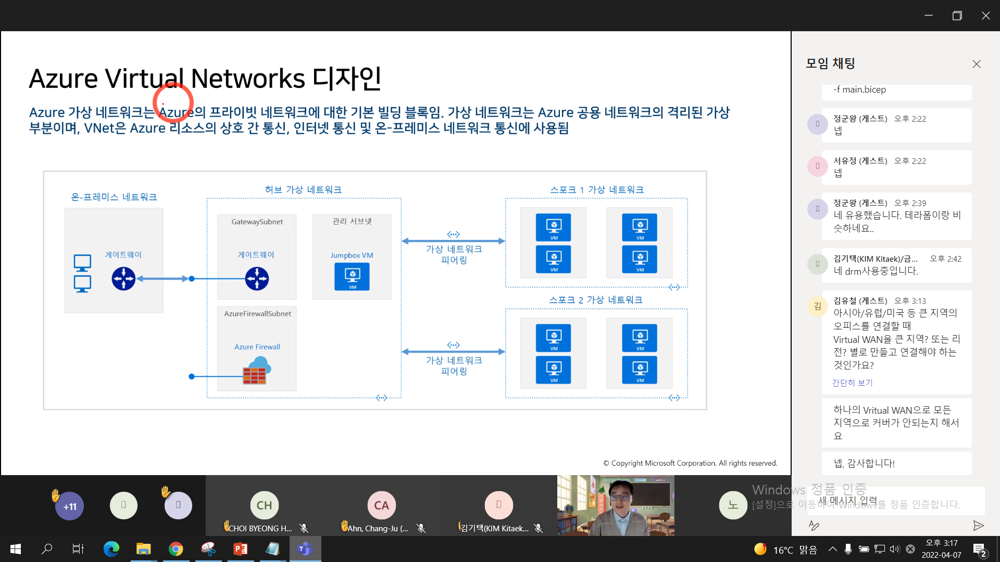 Azure Virtual Networks 디자인
Azure 가상 네트워크는 Azure의 프라이빗 네트워크에 대한 기본 빌딩 블록임. 가상 네트워크는 Azure 공용 네트워크의 격리된 가상
부분이며, VNet은 Azure 리소스의 상호 간 통신, 인터넷 통신 및 온-프레미스 네트워크 통신에 사용됨
온-프레미스 네트워크
게이트웨이
허브 가상 네트워크
GatewaySubnet
게이트웨이
관리 서브넷
Jumpbox VM
VM
AzureFirewallSubnet
Azure Firewall
가상 네트워크
피어링
가상 네트워크
피어링
스포크 1 가상 네트워크
VM
VM
VM
VM
스포크 2 가상 네트워크
VM
VM
VM
VM
© Copyright Microsoft Corporation. All rights reserved.
모임 채팅
-f main.bicep
정군왕 (게스트) 오후 2:22
넵
서유정 (게스트) 오후 2:22
넵
정군왕 (게스트) 오후 2:39
네 유용했습니다. 테라폼이랑 비
슷하네요..
김기택(KIM Kitaek)/금... 오후 2:42
네 drm사용중입니다.
김
김유철 (게스트) 오후 3:13
아시아/유럽/미국 등 큰 지역의
오피스를 연결할 때
Virtual WAN을 큰 지역? 또는 리
전? 별로 만들고 연결해야 하는
것인가요?
간단히 보기
하나의 Vritual WAN으로 모든
지역으로 커버가 안되는지 해서
요
넵, 감사합니다!
새 메시지 입력
Windows 정품 인증
[설정]으로 이동하여 Windows를 정품 인증합니다.
+11
CH
CHOI BYEONG H...
CA
Ahn, Chang-Ju (...
김기택(KIM Kitaek...
노
16°C 맑음
오후 3:17
2022-04-07
2